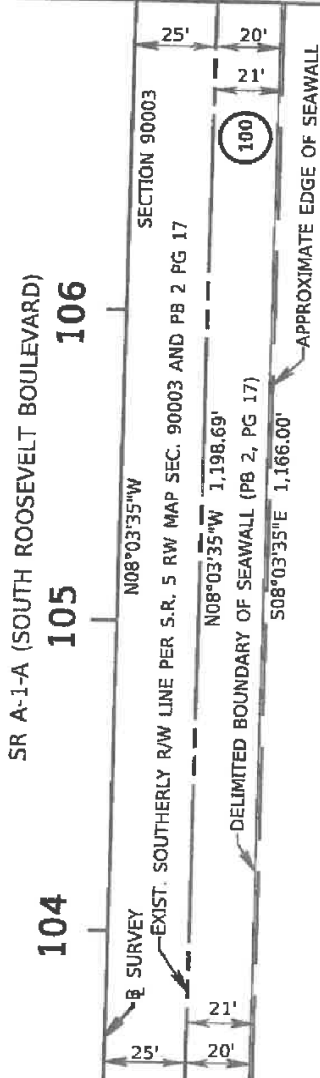 SR A-1-A (SOUTH ROOSEVELT BOULEVARD)
104
105
106
25'
20'
21'
SECTION 90003
N08°03'35"W
℄ SURVEY
EXIST. SOUTHERLY R/W LINE PER S.R. 5 RW MAP SEC. 90003 AND PB 2 PG 17
100
N08°03'35"W 1,198.69'
DELIMITED BOUNDARY OF SEAWALL (PB 2, PG 17)
S08°03'35"E 1,166.00'
APPROXIMATE EDGE OF SEAWALL
25'
21'
20'